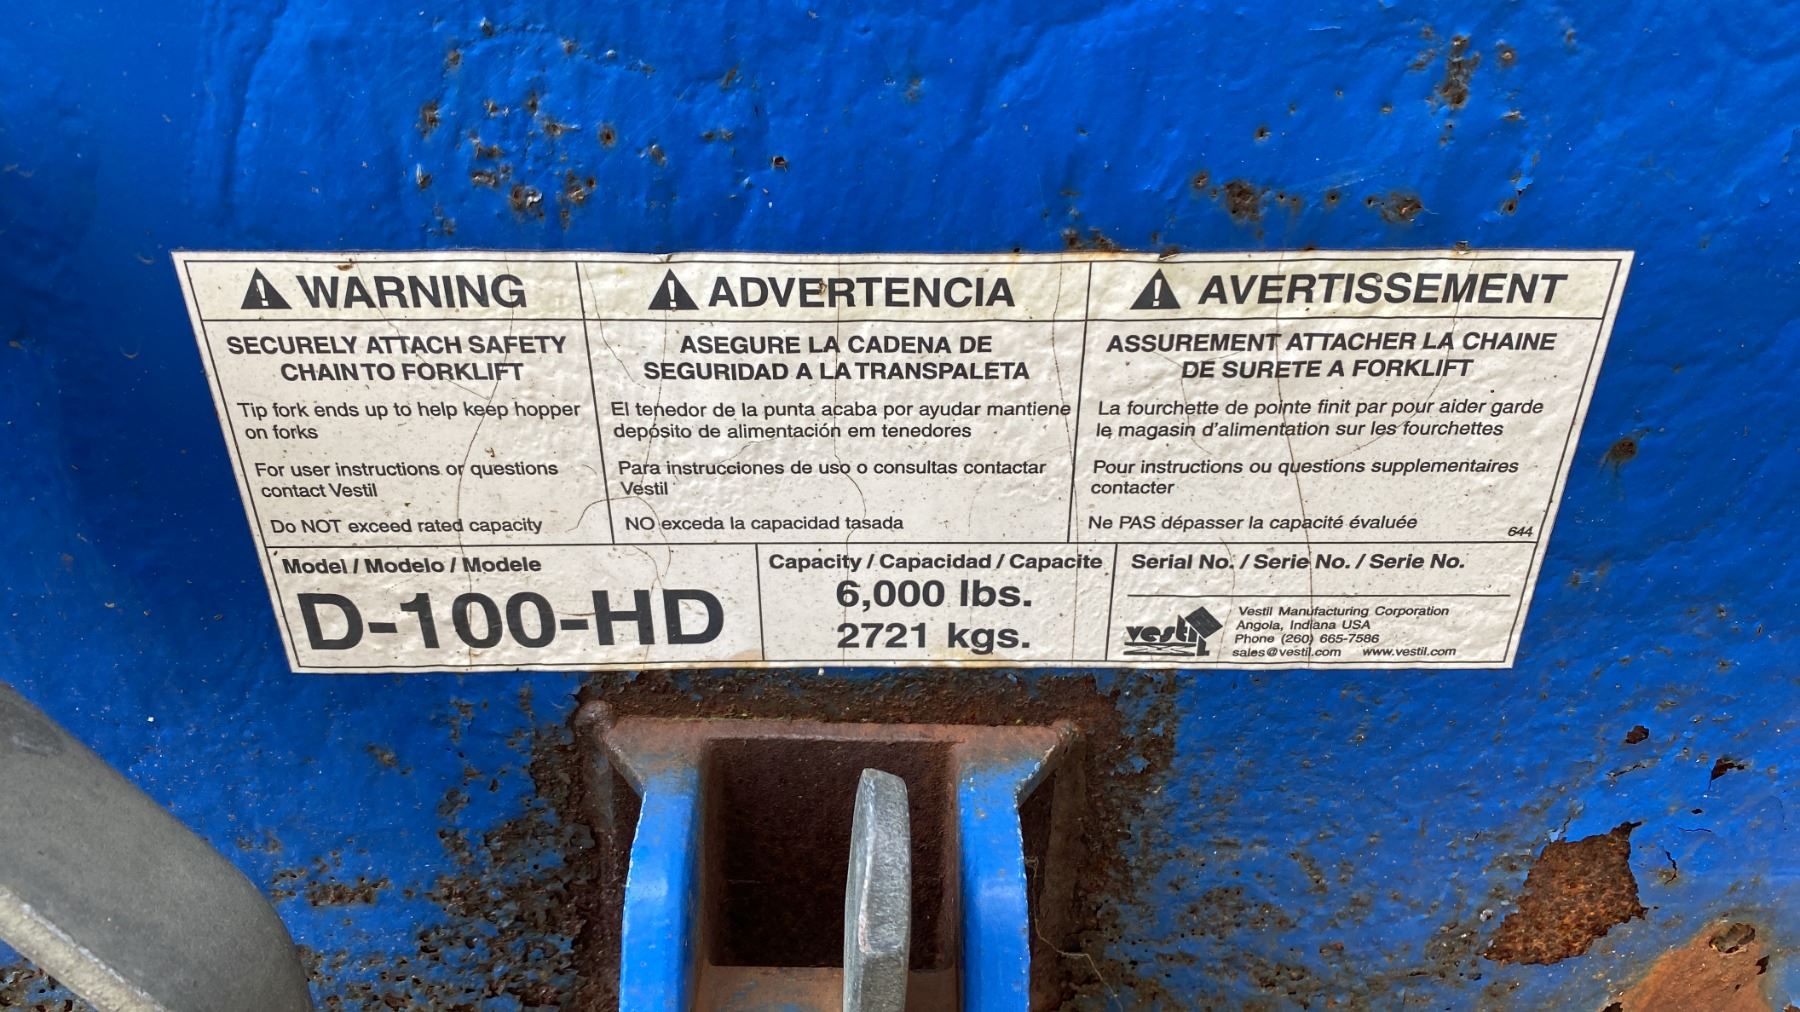 WARNING
SECURELY ATTACH SAFETY
CHAIN TO FORKLIFT
Tip fork ends up to help keep hopper
on forks
For user instructions or questions
contact Vestil
Do NOT exceed rated capacity
ADVERTENCIA
ASEGURE LA CADENA DE
SEGURIDAD A LA TRANSPALETA
El tenedor de la punta acaba por ayudar mantiene
depósito de alimentación em tenedores
Para instrucciones de uso o consultas contactar
Vestil
NO exceda la capacidad tasada
AVERTISSEMENT
ASSUREMENT ATTACHER LA CHAINE
DE SURETE A FORKLIFT
La fourchette de pointe finit par pour aider garde
le magasin d'alimentation sur les fourchettes
Pour instructions ou questions supplementaires
contacter
Ne PAS dépasser la capacité évaluée
644
Model / Modelo / Modele
D-100-HD
Capacity / Capacidad / Capacite
6,000 lbs.
2721 kgs.
Serial No. / Serie No. / Serie No.
vestil
Vestil Manufacturing Corporation
Angola, Indiana USA
Phone (260) 665-7586
sales@vestil.com www.vestil.com